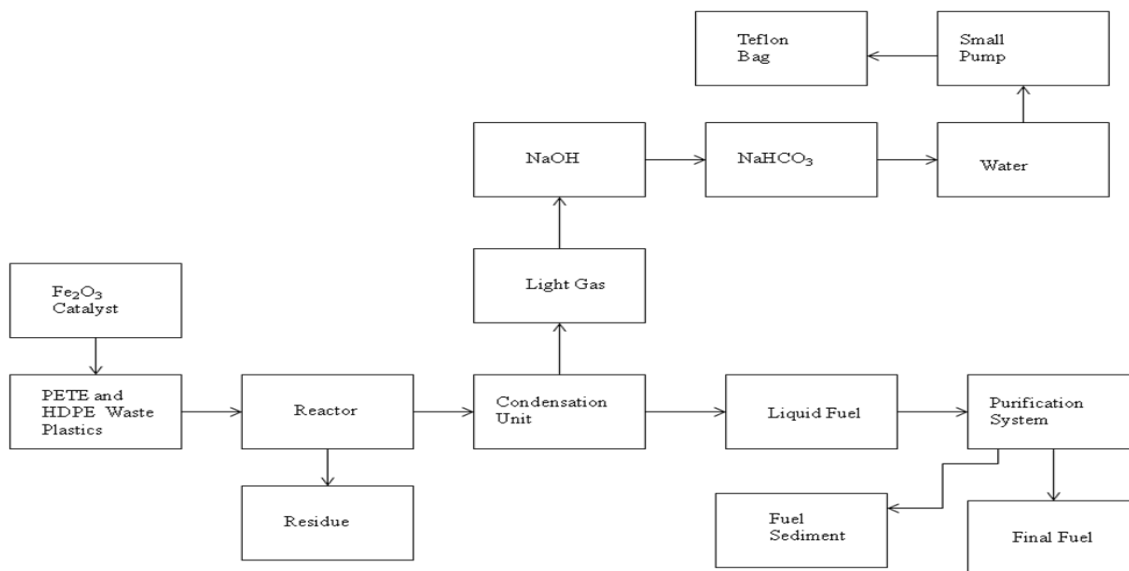 Teflon
Bag
Small
Pump
NaOH
NaHCO₃
Water
Light Gas
Fe₂O₃
Catalyst
PETE and
HDPE Waste
Plastics
Reactor
Condensation
Unit
Liquid Fuel
Purification
System
Residue
Fuel
Sediment
Final Fuel